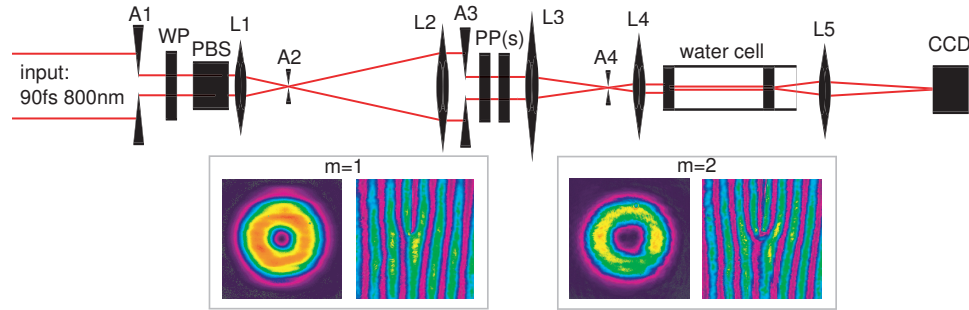 A1
WP
PBS
L1
A2
L2
A3
PP(s)
L3
A4
L4
water cell
L5
CCD
input:
90fs 800nm
m=1
m=2